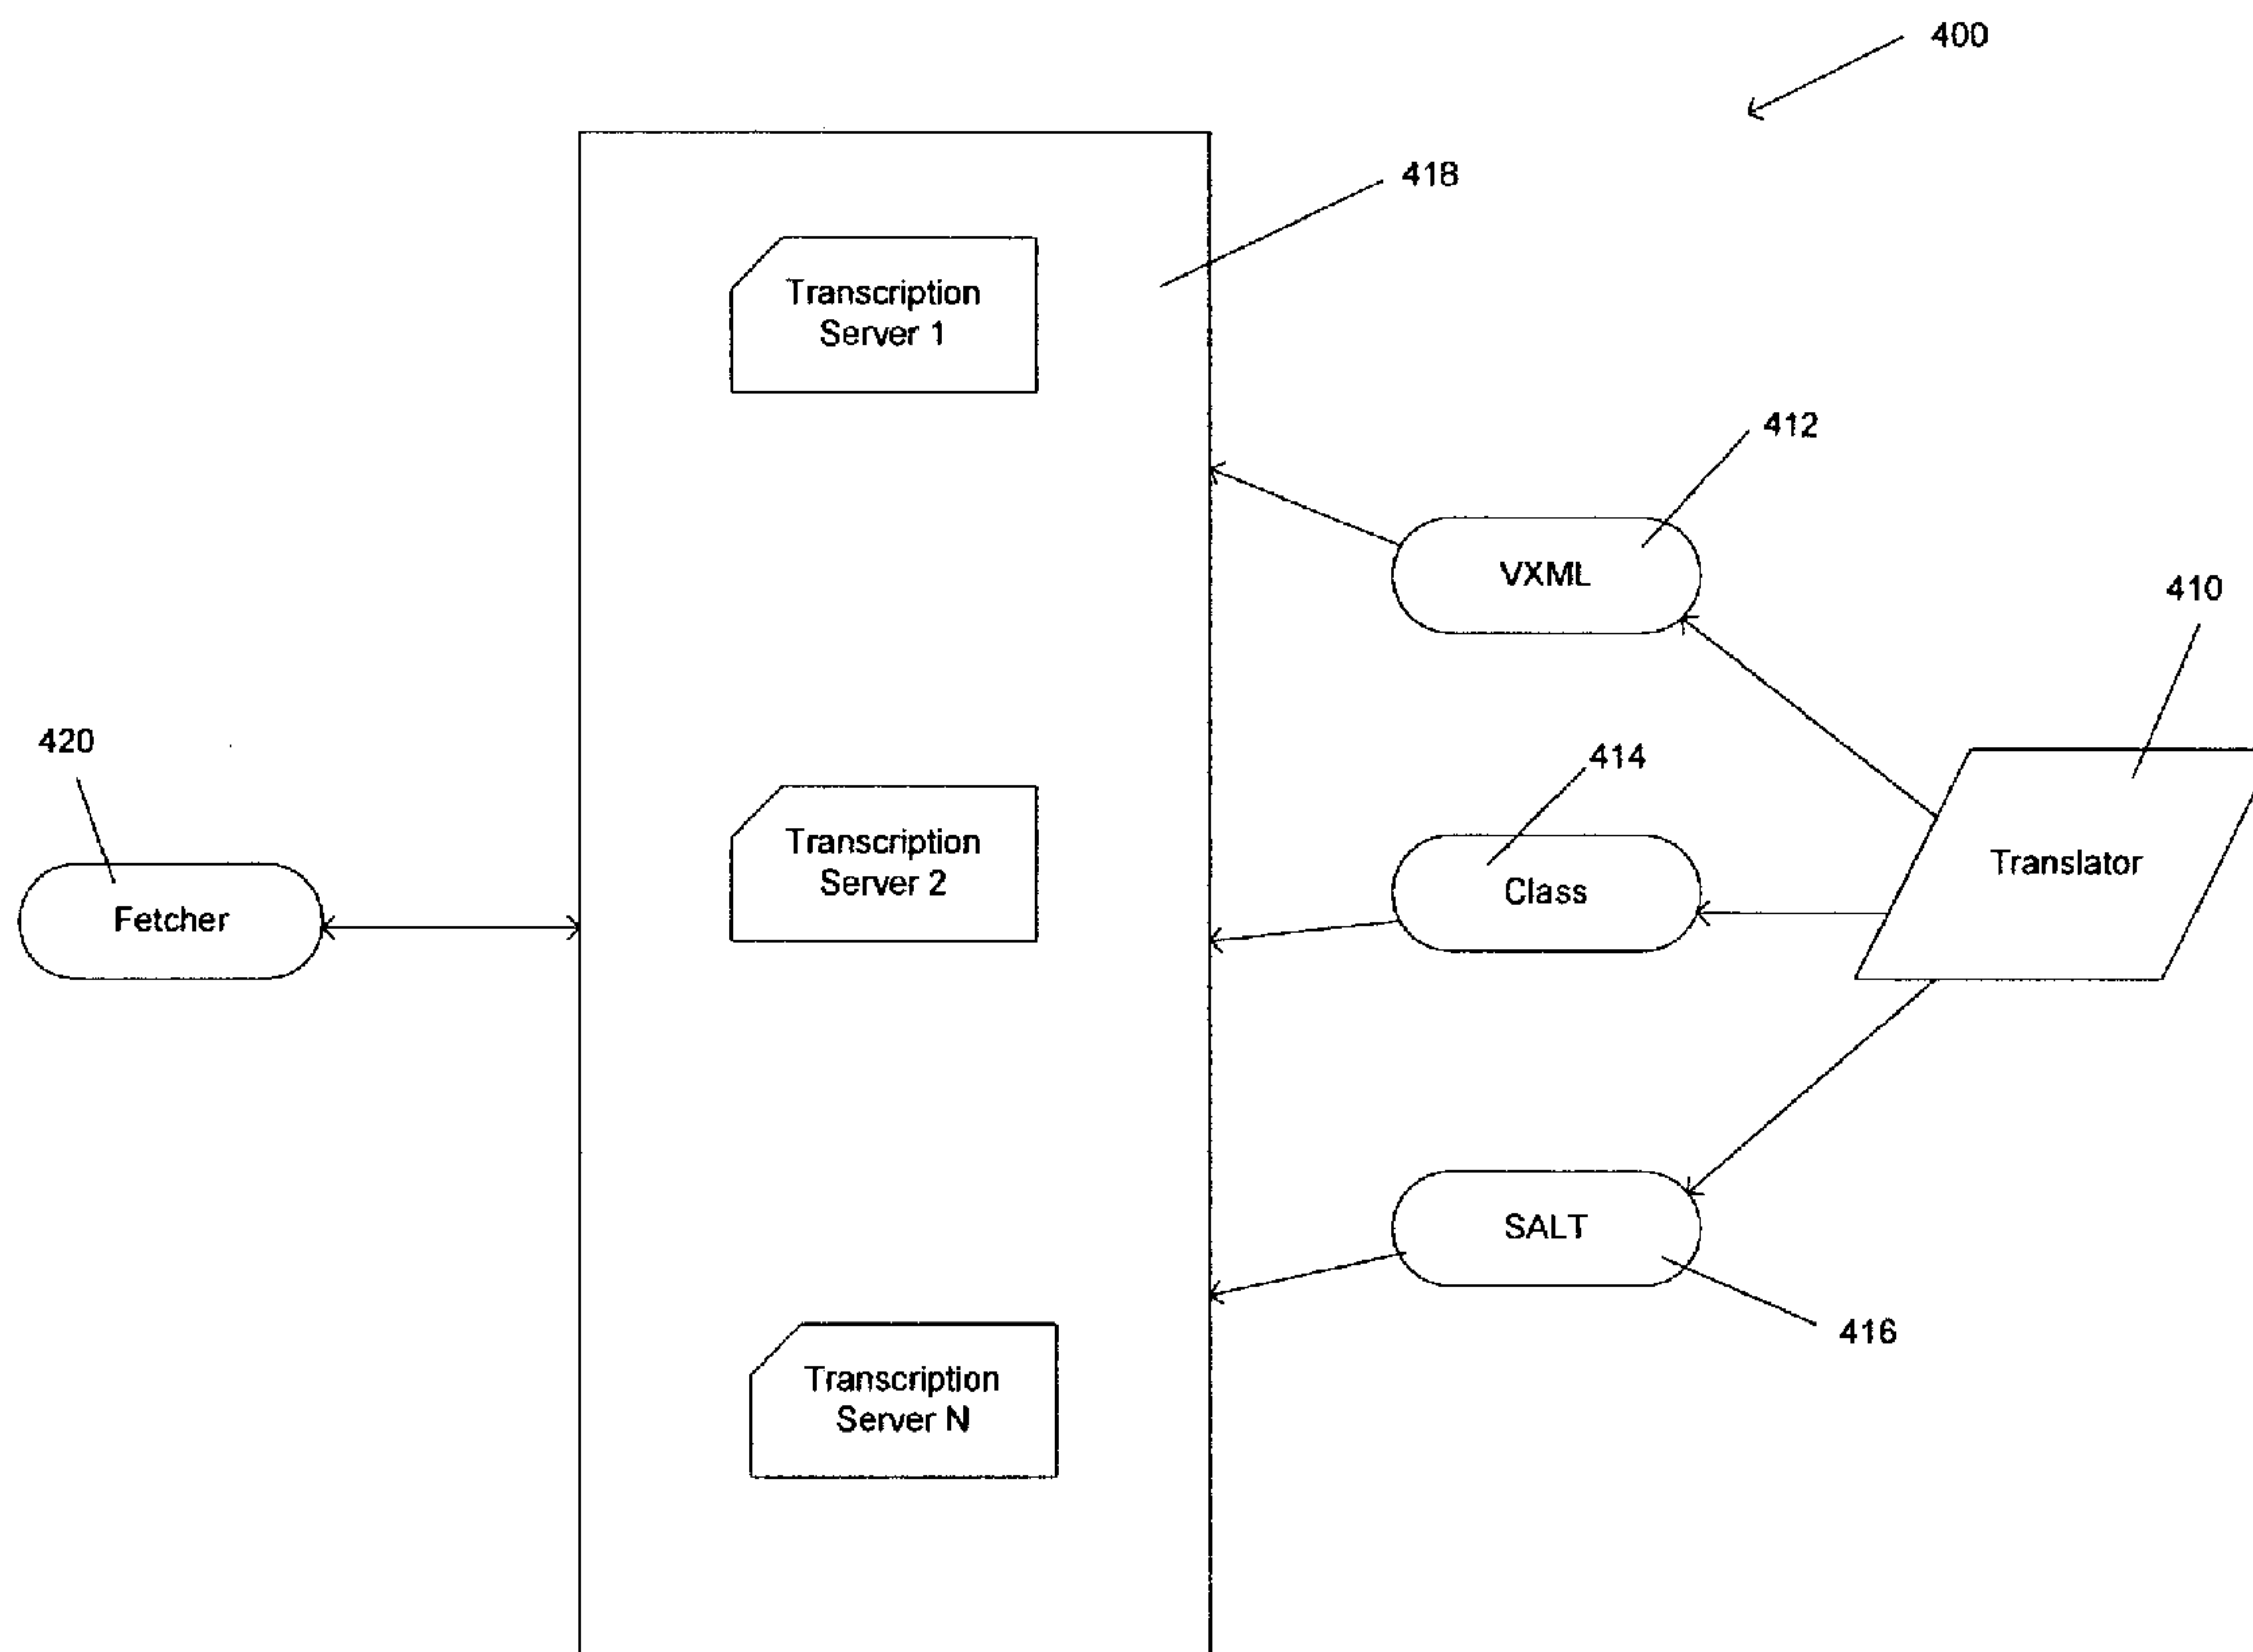 400
418
Transcription
Server 1
412
VXML
410
420
414
Transcription
Server 2
Translator
Class
Fetcher
SALT
416
Transcription
Server N